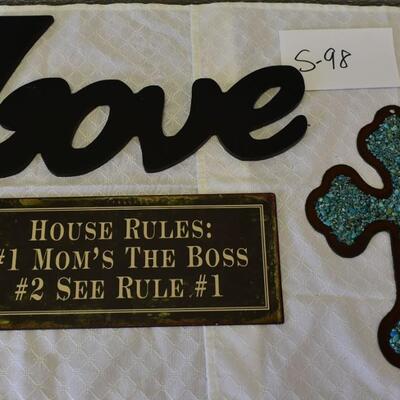 Love
S-98
HOUSE RULES:
#1 MOM'S THE BOSS
#2 SEE RULE #1